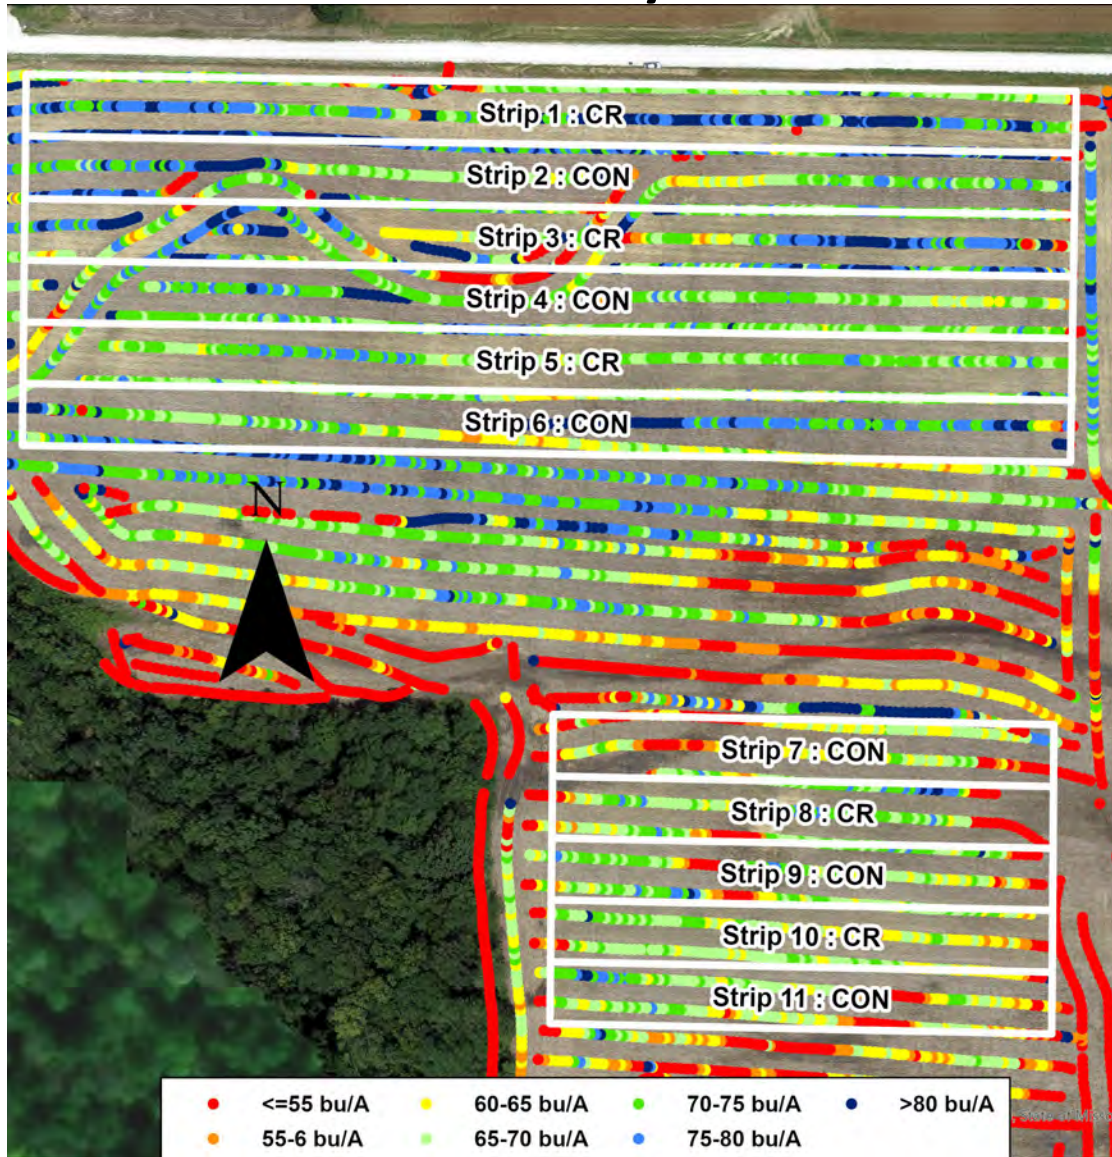 Strip 1 : CR
Strip 2 : CON
Strip 3 : CR
Strip 4 : CON
Strip 5 : CR
Strip 6 : CON
N
Strip 7 : CON
Strip 8 : CR
Strip 9 : CON
Strip 10 : CR
Strip 11 : CON
<=55 bu/A 60-65 bu/A 70-75 bu/A >80 bu/A
55-6 bu/A 65-70 bu/A 75-80 bu/A